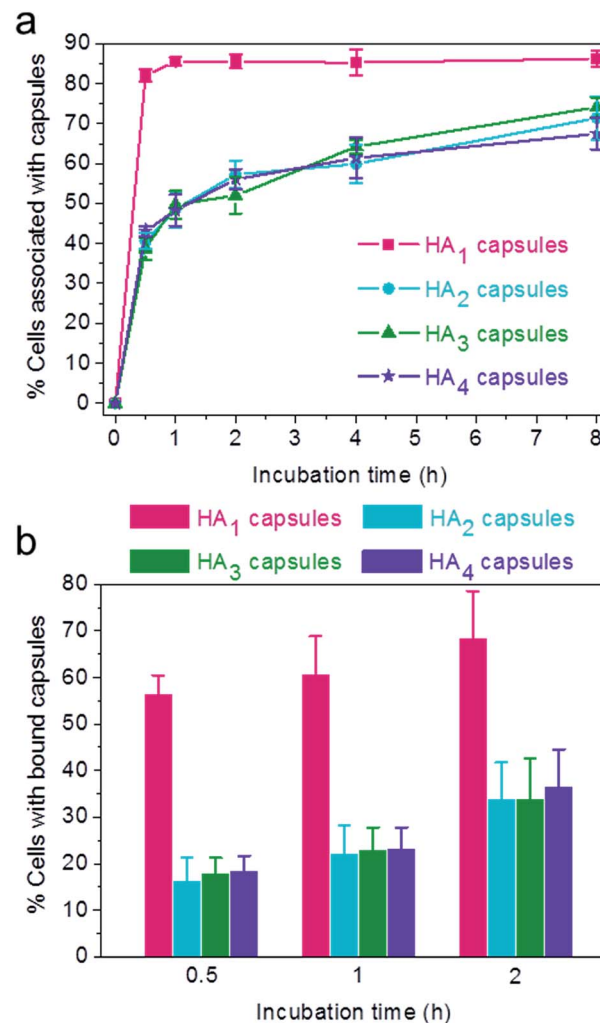 a
90
80
70
60
50
40
30
20
10
0
% Cells associated with capsules
HA1 capsules
HA2 capsules
HA3 capsules
HA4 capsules
0 1 2 3 4 5 6 7 8
Incubation time (h)
HA1 capsules HA2 capsules
HA3 capsules HA4 capsules
b
80
70
60
50
40
30
20
10
0
% Cells with bound capsules
0.5 1 2
Incubation time (h)